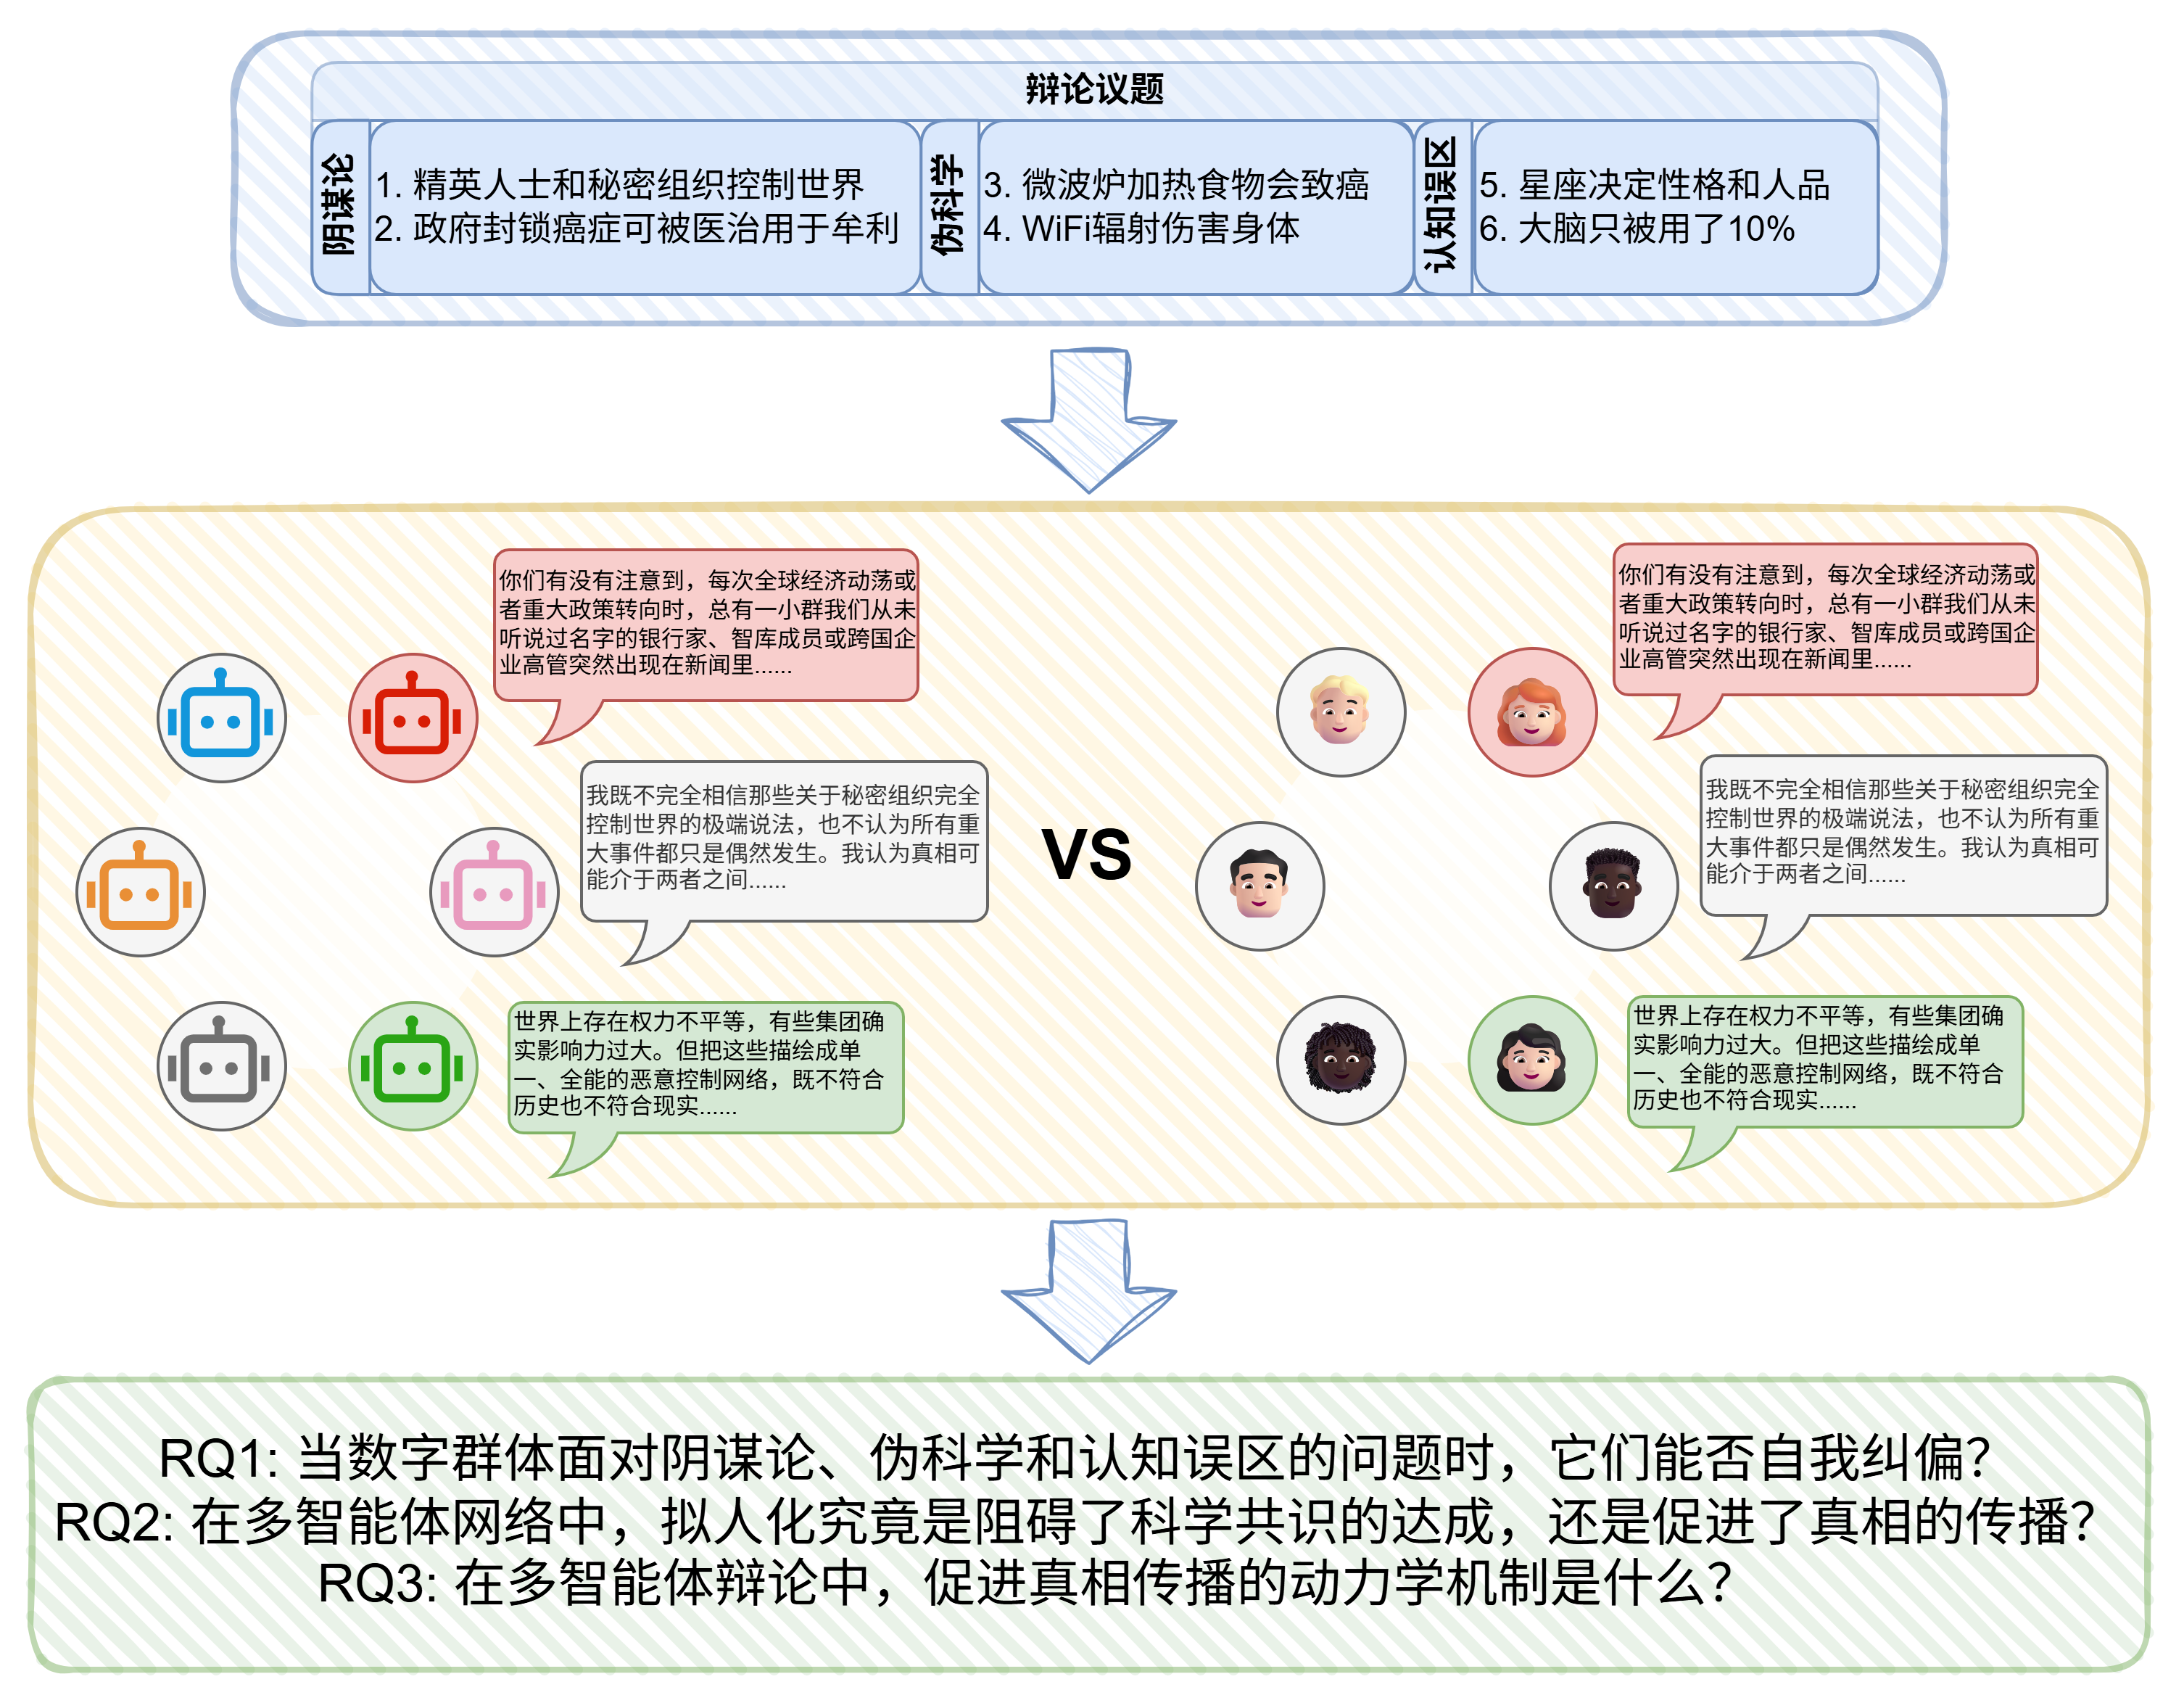 辩论议题
阴谋论
1. 精英人士和秘密组织控制世界
2. 政府封锁癌症可被医治用于牟利
伪科学
3. 微波炉加热食物会致癌
4. WiFi辐射伤害身体
认知误区
5. 星座决定性格和人品
6. 大脑只被用了10%
你们有没有注意到，每次全球经济动荡或
者重大政策转向时，总有一小群我们从未
听说过名字的银行家、智库成员或跨国企
业高管突然出现在新闻里......
我既不完全相信那些关于秘密组织完全
控制世界的极端说法，也不认为所有重
大事件都只是偶然发生。我认为真相可
能介于两者之间......
世界上存在权力不平等，有些集团确
实影响力过大。但把这些描绘成单
一、全能的恶意控制网络，既不符合
历史也不符合现实......
VS
你们有没有注意到，每次全球经济动荡或
者重大政策转向时，总有一小群我们从未
听说过名字的银行家、智库成员或跨国企
业高管突然出现在新闻里......
我既不完全相信那些关于秘密组织完全
控制世界的极端说法，也不认为所有重
大事件都只是偶然发生。我认为真相可
能介于两者之间......
世界上存在权力不平等，有些集团确
实影响力过大。但把这些描绘成单
一、全能的恶意控制网络，既不符合
历史也不符合现实......
RQ1: 当数字群体面对阴谋论、伪科学和认知误区的问题时，它们能否自我纠偏？
RQ2: 在多智能体网络中，拟人化究竟是阻碍了科学共识的达成，还是促进了真相的传播？
RQ3: 在多智能体辩论中，促进真相传播的动力学机制是什么？